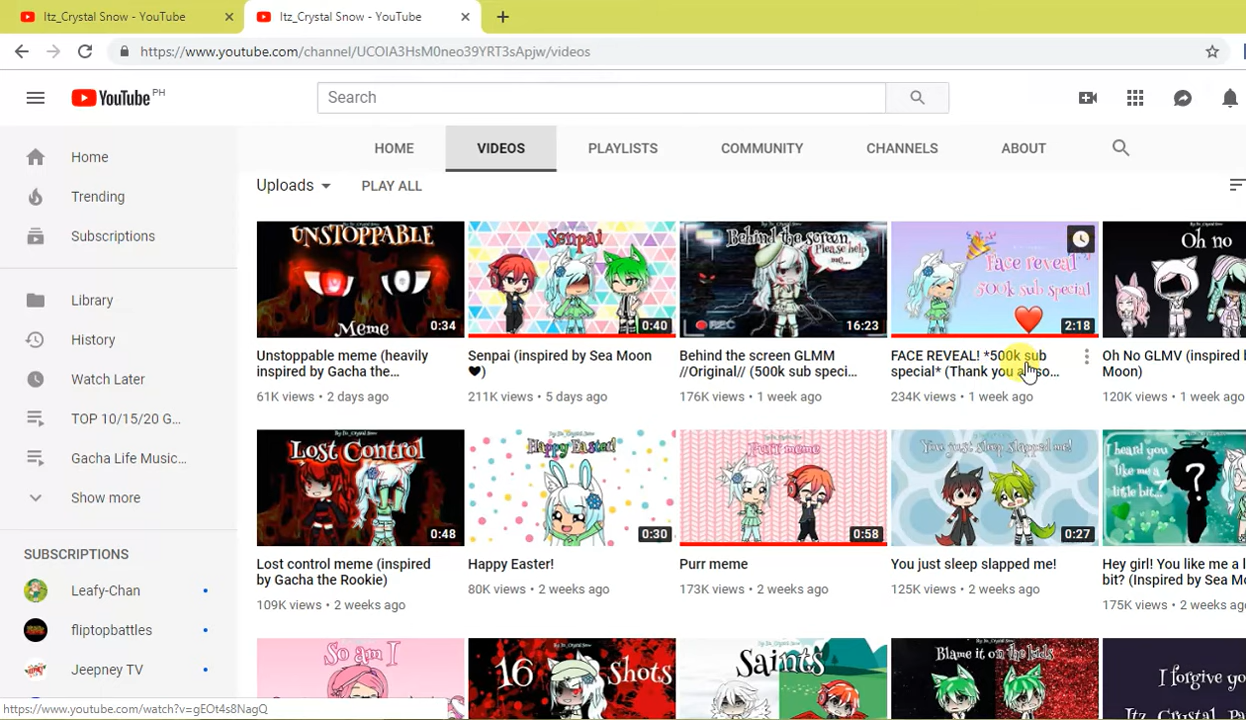 Itz_Crystal Snow - YouTube
Itz_Crystal Snow - YouTube
https://www.youtube.com/channel/UCOIA3HsM0neo39YRT3sApjw/videos
YouTube PH
Search
HOME VIDEOS PLAYLISTS COMMUNITY CHANNELS ABOUT
Uploads PLAY ALL
Home
Trending
Subscriptions
Library
History
Watch Later
TOP 10/15/20 G...
Gacha Life Music...
Show more
SUBSCRIPTIONS
Leafy-Chan
fliptopbattles
Jeepney TV
UNSTOPPABLE
Meme
0:34
Unstoppable meme (heavily
inspired by Gacha the...
61K views • 2 days ago
Senpai
0:40
Senpai (inspired by Sea Moon
♥)
211K views • 5 days ago
By Itz_Crystal Snow
Behind the screen
Please help
me...
REC
16:23
Behind the screen GLMM
//Original// (500k sub speci...
176K views • 1 week ago
Face reveal
500k sub
special
2:18
FACE REVEAL! *500k sub
special* (Thank you a so...
234K views • 1 week ago
Oh no
Oh No GLMV (inspired b
Moon)
120K views • 1 week ago
Lost Control
0:48
Lost control meme (inspired
by Gacha the Rookie)
109K views • 2 weeks ago
Happy Easter!
0:30
Happy Easter!
80K views • 2 weeks ago
Purr meme
0:58
Purr meme
173K views • 2 weeks ago
You just sleep slapped me!
0:27
You just sleep slapped me!
125K views • 2 weeks ago
I heard you
like me a
little bit...
?
Hey girl! You like me a l
bit? (Inspired by Sea M
175K views • 2 weeks
So am I
16 Shots
Saints
Blame it on the kids
I forgive yo
https://www.youtube.com/watch?v=gEOt4s8NagQ